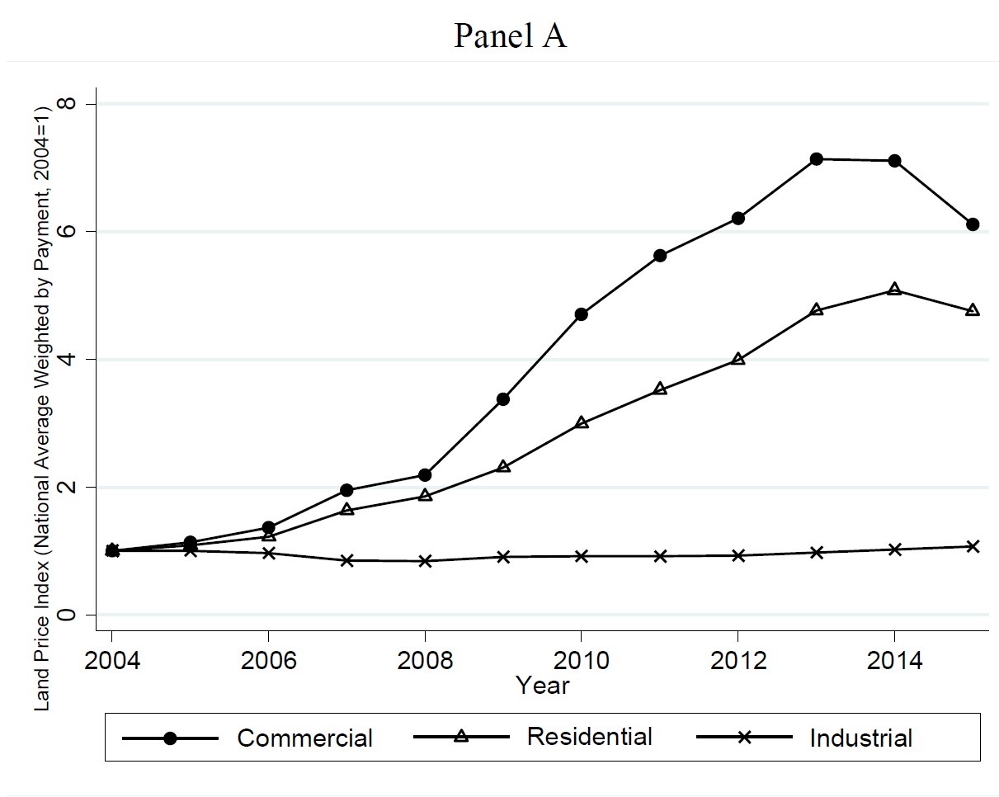 Panel A
Land Price Index (National Average Weighted by Payment, 2004=1)
8
6
4
2
0
2004 2006 2008 2010 2012 2014
Year
Commercial Residential Industrial